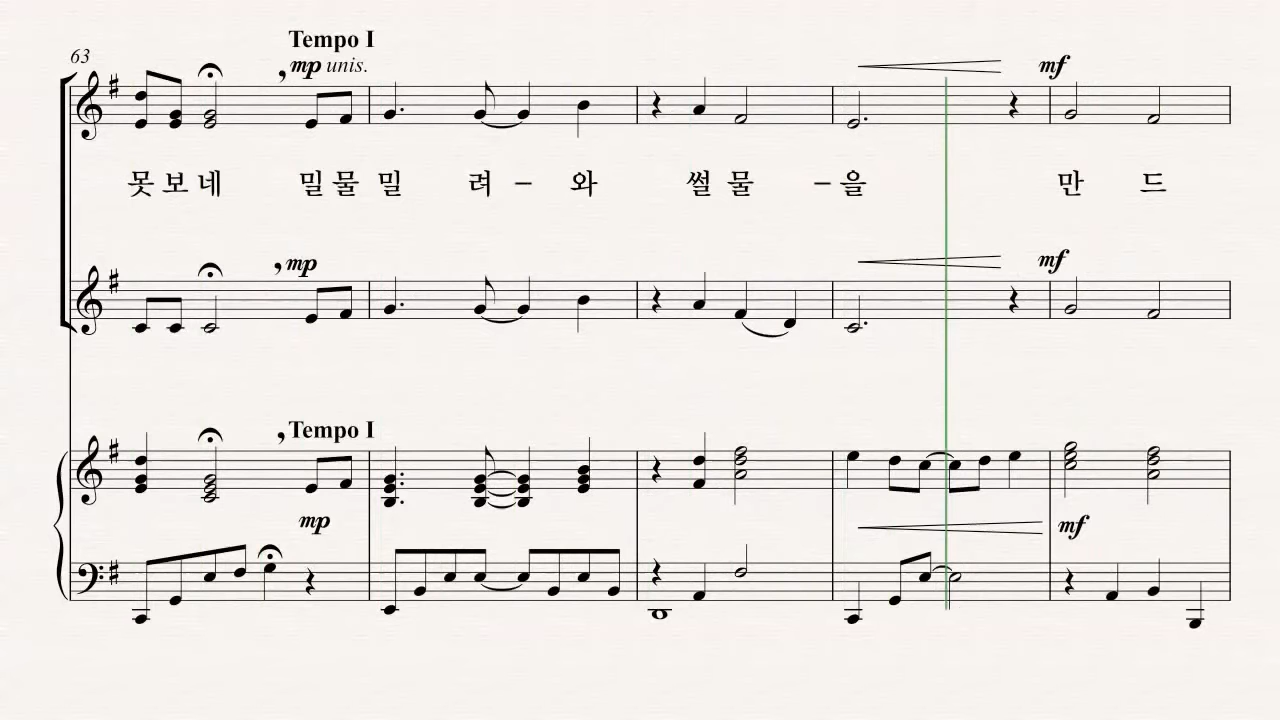 Tempo I
63
mp unis.
mf
못 보 네 밀 물 밀 려 – 와 썰 물 – 을 만 드
mp
mf
Tempo I
mp
mf